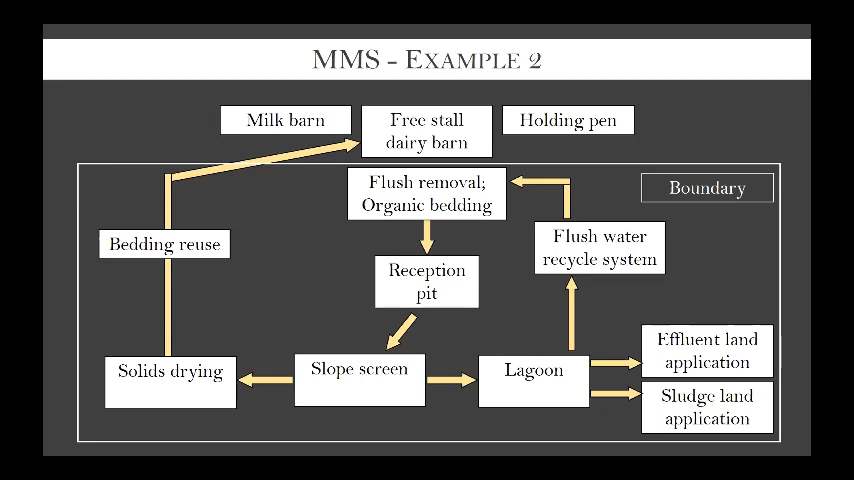 MMS - EXAMPLE 2
Milk barn
Free stall
dairy barn
Holding pen
Flush removal;
Organic bedding
Boundary
Bedding reuse
Flush water
recycle system
Reception
pit
Effluent land
application
Solids drying
Slope screen
Lagoon
Sludge land
application